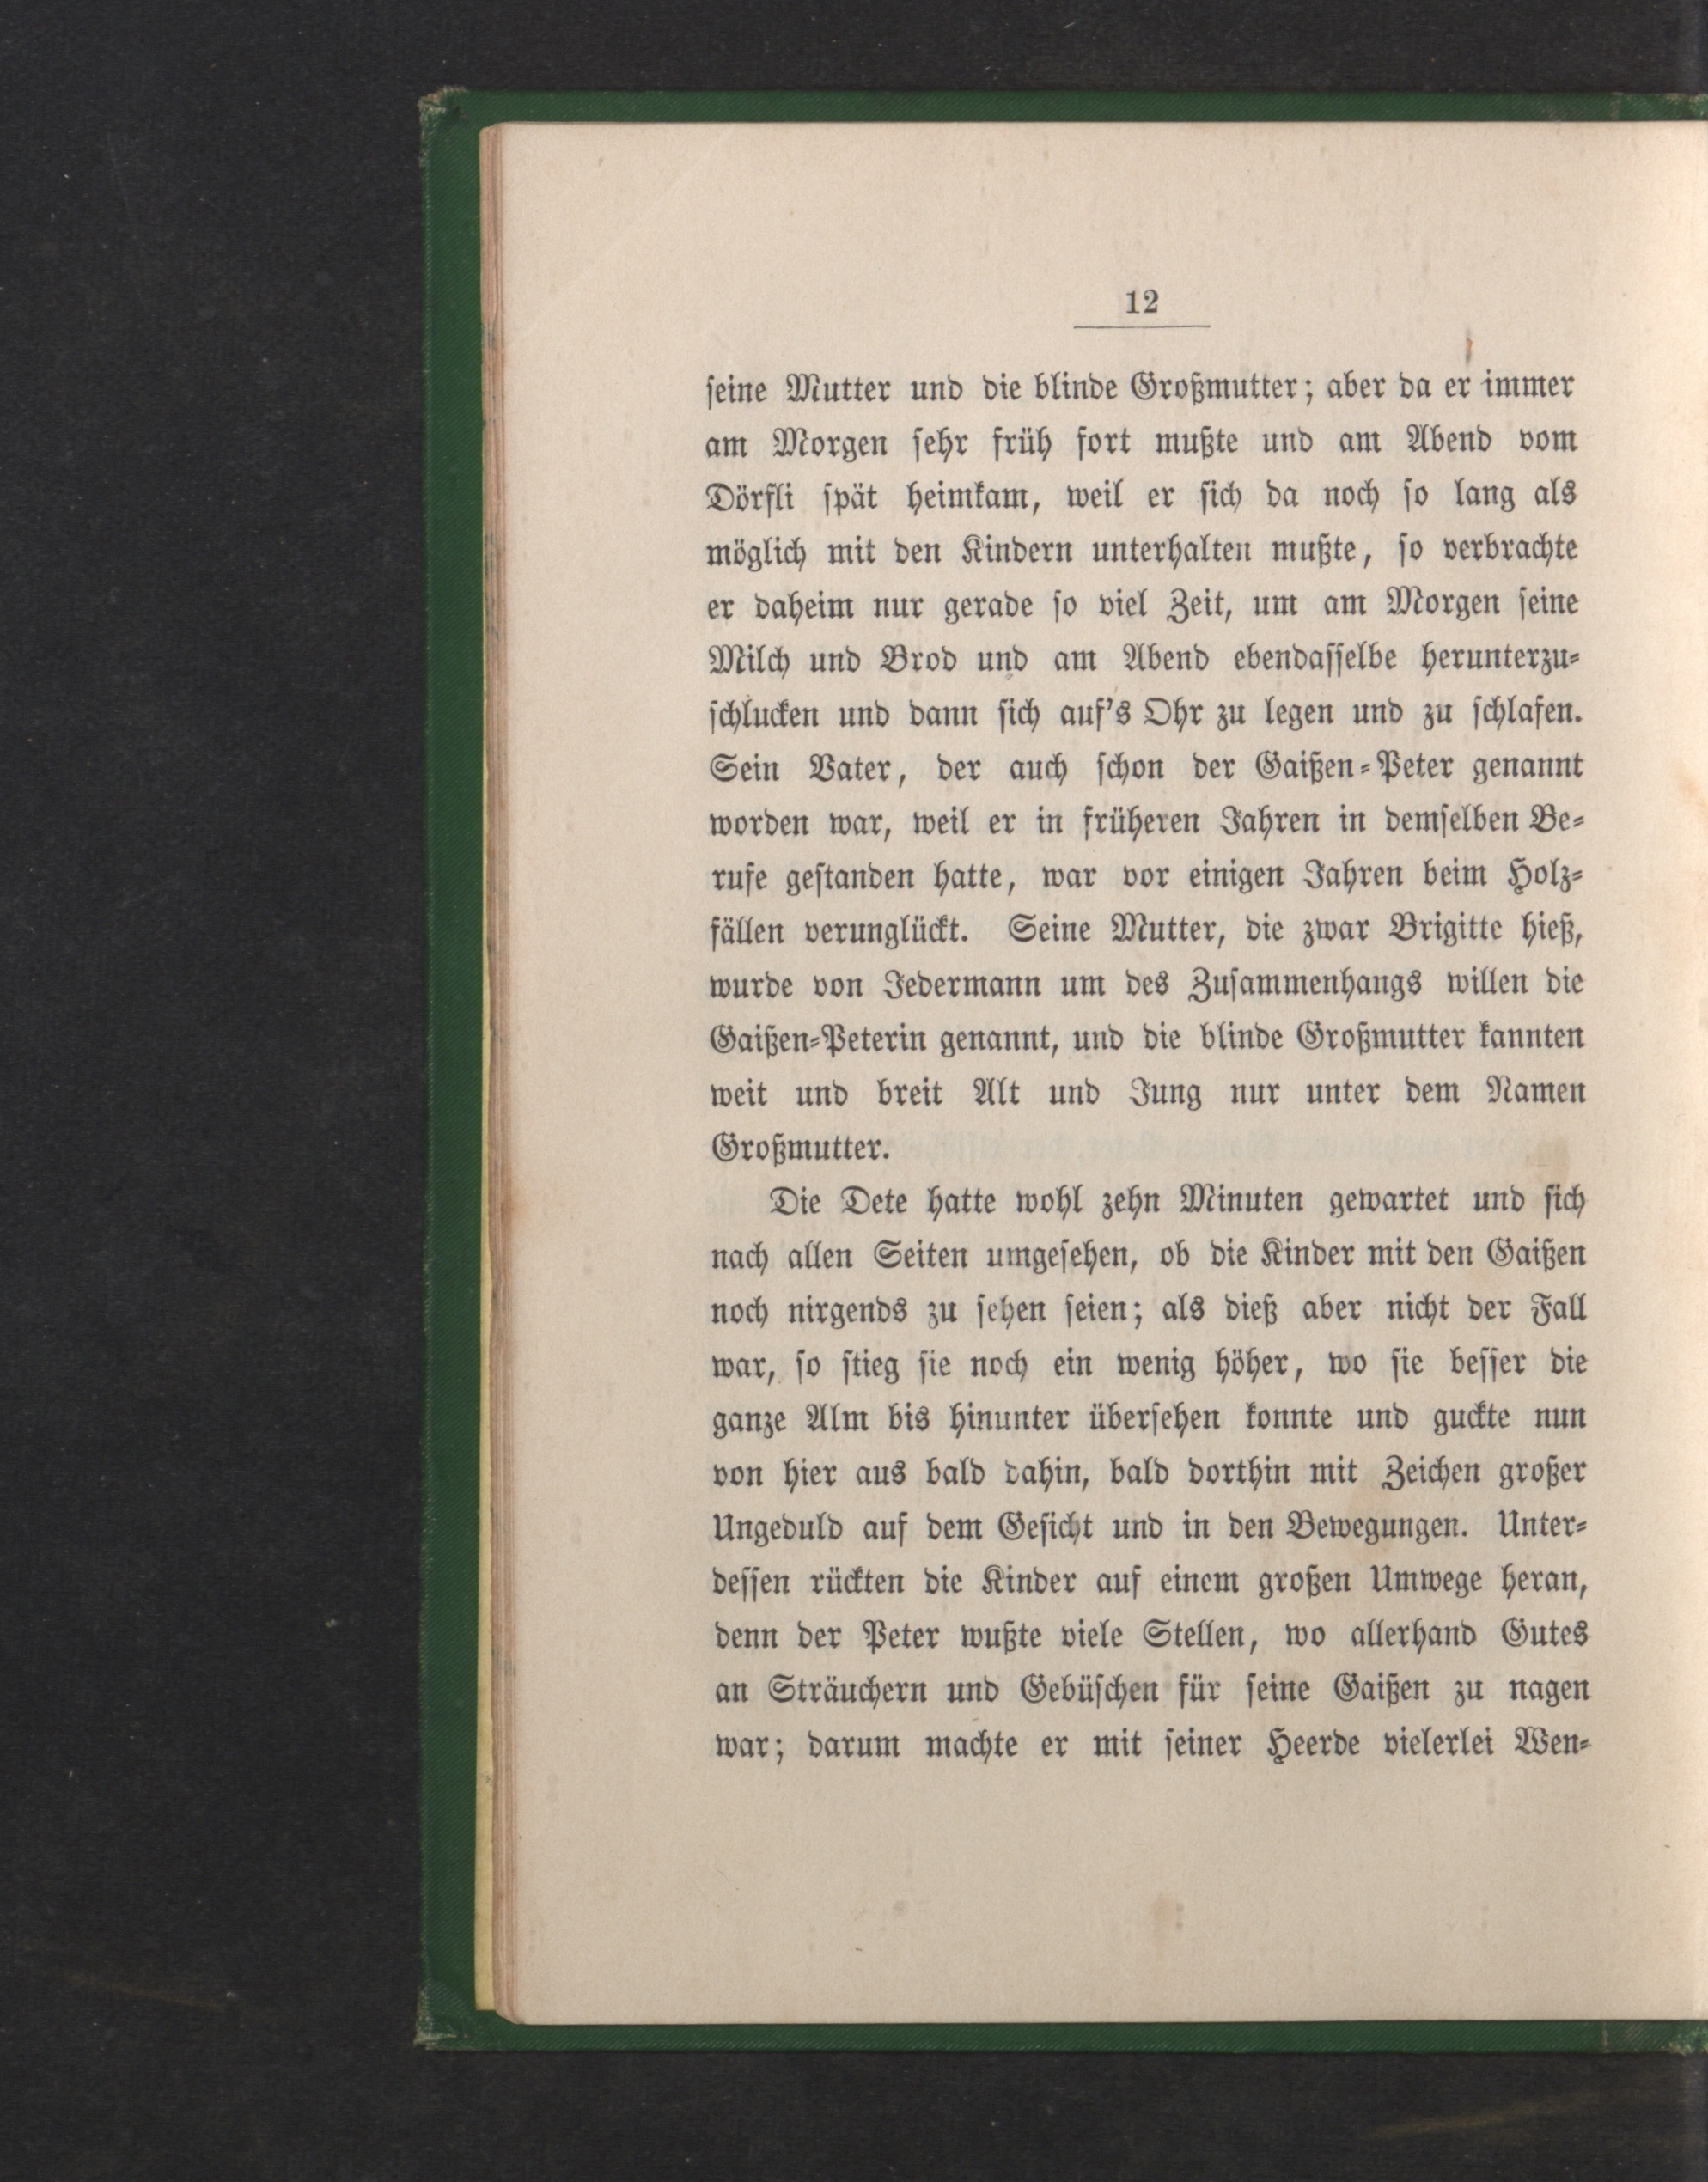 12
seine Mutter und die blinde Großmutter; aber da er immer
am Morgen sehr früh fort mußte und am Abend vom
Dörfli spät heimkam, weil er sich da noch so lang als
möglich mit den Kindern unterhalten mußte, so verbrachte
er daheim nur gerade so viel Zeit, um am Morgen seine
Milch und Brod und am Abend ebendasselbe herunterzu-
schlucken und dann sich auf's Ohr zu legen und zu schlafen.
Sein Vater, der auch schon der Gaißen-Peter genannt
worden war, weil er in früheren Jahren in demselben Be-
rufe gestanden hatte, war vor einigen Jahren beim Holz-
fällen verunglückt. Seine Mutter, die zwar Brigitte hieß,
wurde von Jedermann um des Zusammenhangs willen die
Gaißen-Peterin genannt, und die blinde Großmutter kannten
weit und breit Alt und Jung nur unter dem Namen
Großmutter.
Die Dete hatte wohl zehn Minuten gewartet und sich
nach allen Seiten umgesehen, ob die Kinder mit den Gaißen
noch nirgends zu sehen seien; als dieß aber nicht der Fall
war, so stieg sie noch ein wenig höher, wo sie besser die
ganze Alm bis hinunter übersehen konnte und guckte nun
von hier aus bald dahin, bald dorthin mit Zeichen großer
Ungeduld auf dem Gesicht und in den Bewegungen. Unter-
dessen rückten die Kinder auf einem großen Umwege heran,
denn der Peter wußte viele Stellen, wo allerhand Gutes
an Sträuchern und Gebüschen für seine Gaißen zu nagen
war; darum machte er mit seiner Heerde vielerlei Wen-